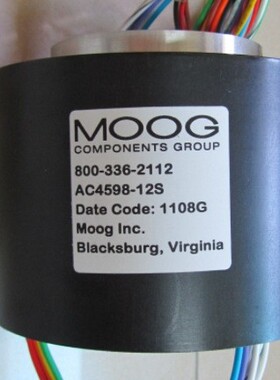 MOOG
COMPONENTS GROUP
800-336-2112
AC4598-12S
Date Code: 1108G
Moog Inc.
Blacksburg, Virginia